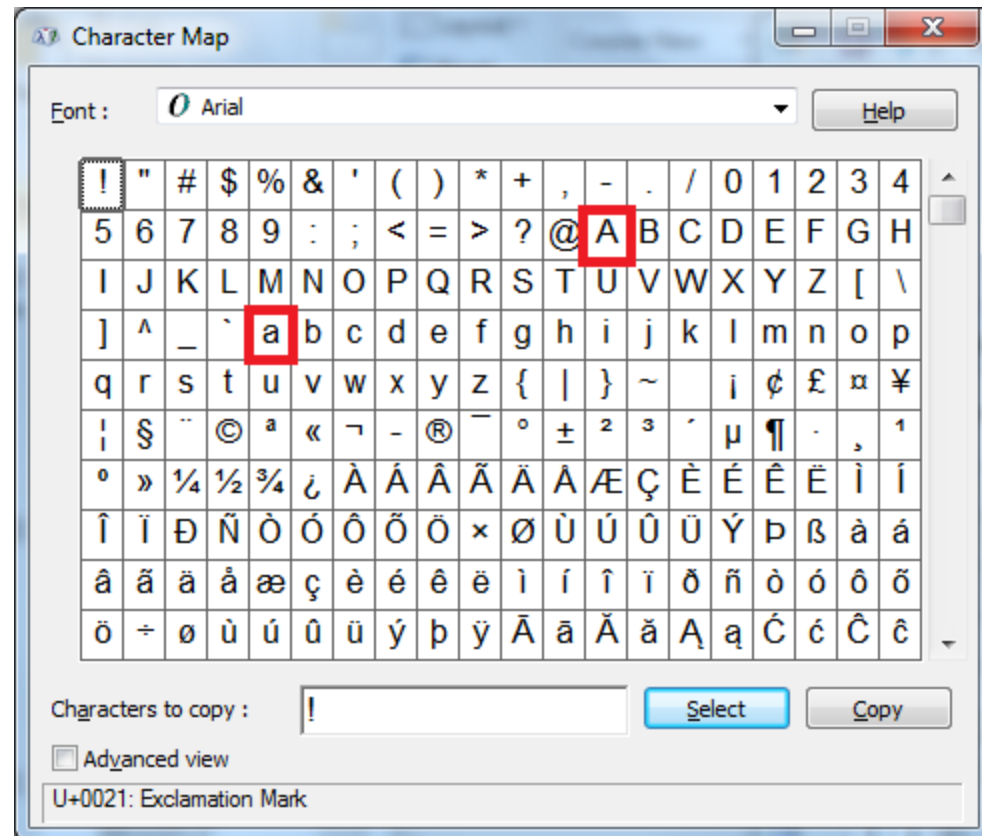 Character Map
Font : O Arial Help
! " # $ % & ' ( ) * + , - . / 0 1 2 3 4
5 6 7 8 9 : ; < = > ? @ A B C D E F G H
I J K L M N O P Q R S T U V W X Y Z [ \
] ^ _ ` a b c d e f g h i j k l m n o p
q r s t u v w x y z { | } ~ ¡ ¢ £ ¤ ¥
¦ § ¨ © ª « ¬ - ® ¯ ° ± ² ³ ´ µ ¶ · ¸ ¹
º » ¼ ½ ¾ ¿ À Á Â Ã Ä Å Æ Ç È É Ê Ë Ì Í
Î Ï Ð Ñ Ò Ó Ô Õ Ö × Ø Ù Ú Û Ü Ý Þ ß à á
â ã ä å æ ç è é ê ë ì í î ï ð ñ ò ó ô õ
ö ÷ ø ù ú û ü ý þ ÿ Ā ā Ă ă Ą ą Ć ć Ĉ ĉ
Characters to copy : ! Select Copy
Advanced view
U+0021: Exclamation Mark